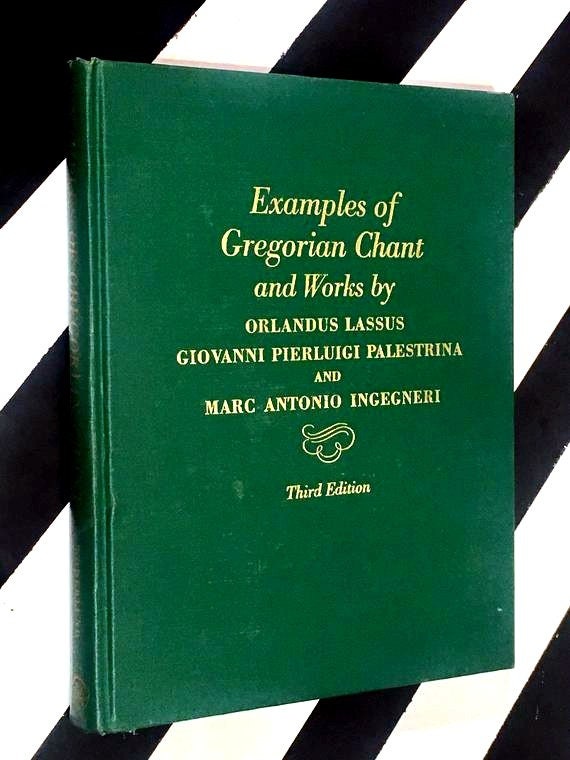 Examples of
Gregorian Chant
and Works by
ORLANDUS LASSUS
GIOVANNI PIERLUIGI PALESTRINA
AND
MARC ANTONIO INGEGNERI
Third Edition